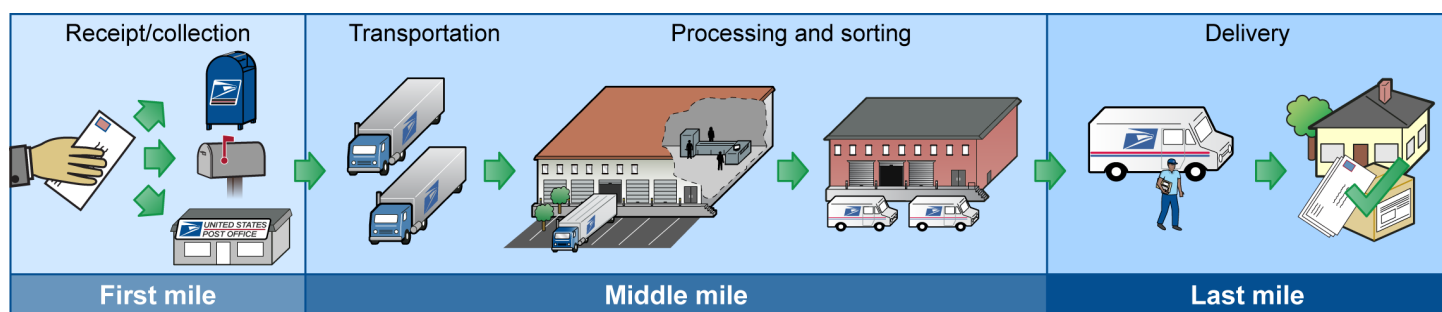 Receipt/collection
Transportation
Processing and sorting
Delivery
UNITED STATES
POST OFFICE
First mile
Middle mile
Last mile